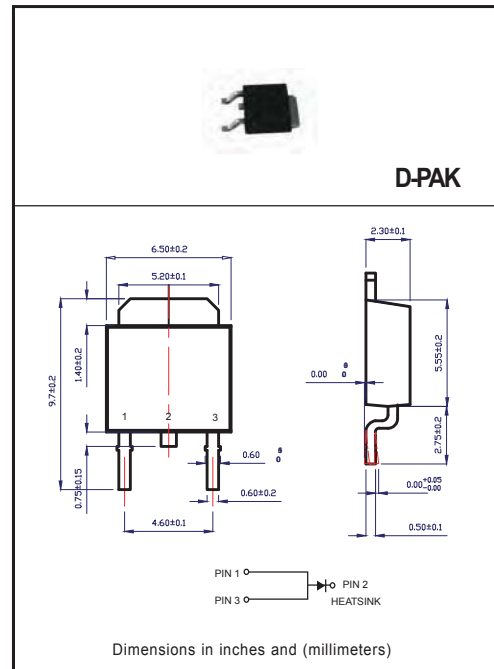 D-PAK
2.30±0.1
6.50±0.2
5.20±0.1
9.7±0.2
1.40±0.2
0.75±0.15
1 2 3
0.60
0
0.60±0.2
4.60±0.1
0.00
0
5.55±0.2
2.75±0.2
0.00 +0.05
-0.00
0.50±0.1
PIN 1
PIN 2
PIN 3
HEATSINK
Dimensions in inches and (millimeters)